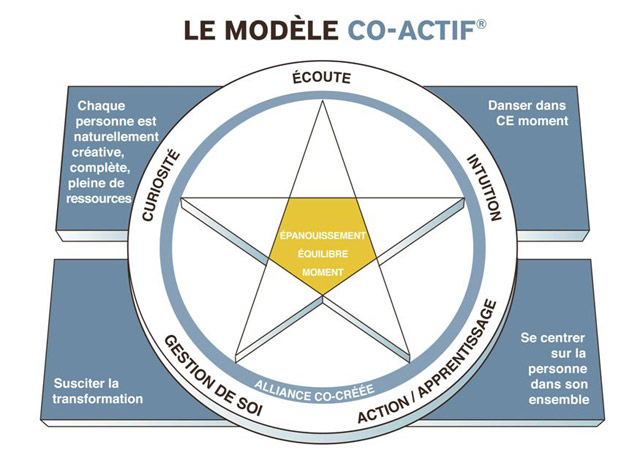 LE MODÈLE CO-ACTIF®
Chaque
personne est
naturellement
créative,
complète,
pleine de
ressources
Danser dans
CE moment
ÉCOUTE
CURIOSITÉ
INTUITION
ÉPANOUISSEMENT
ÉQUILIBRE
MOMENT
GESTION DE SOI
ACTION / APPRENTISSAGE
ALLIANCE CO-CRÉÉE
Susciter la
transformation
Se centrer
sur la
personne
dans son
ensemble